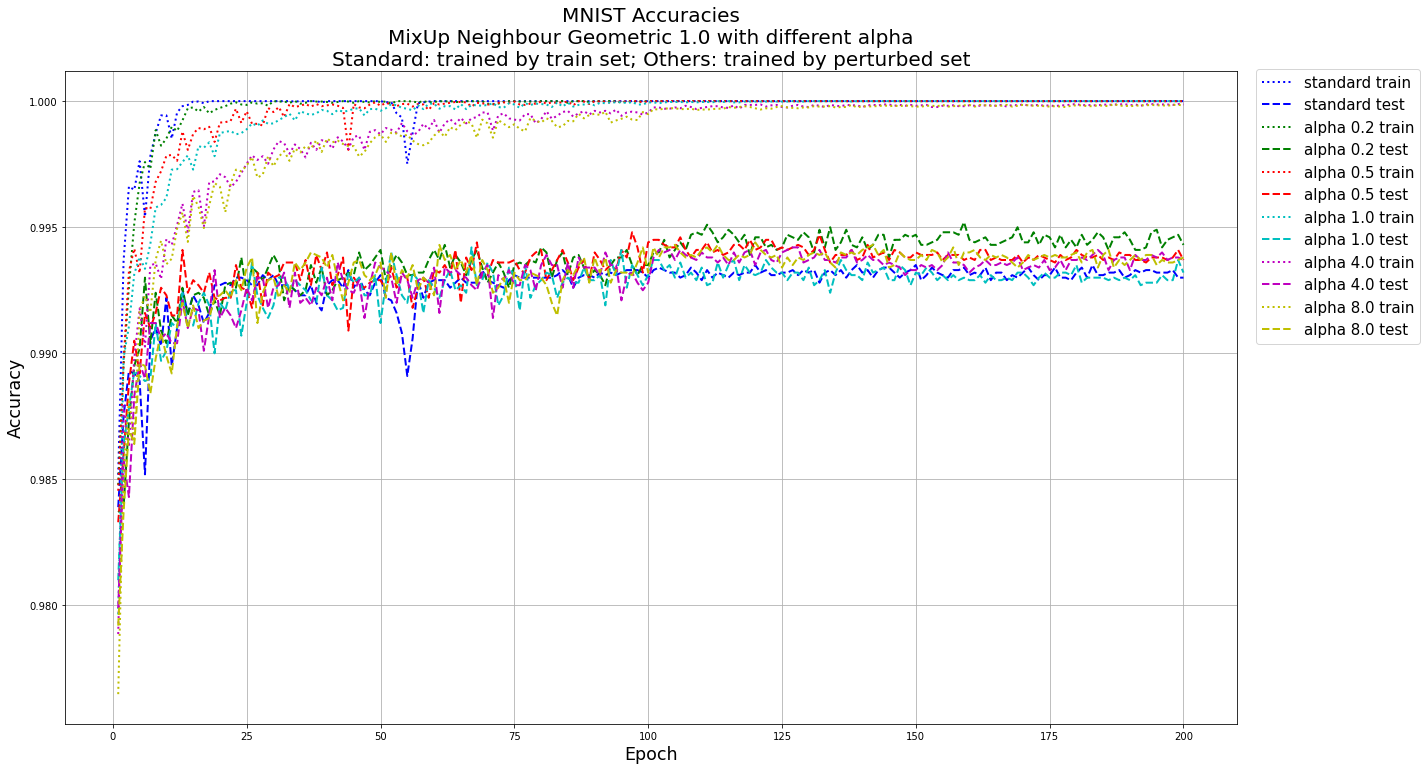 MNIST Accuracies
MixUp Neighbour Geometric 1.0 with different alpha
Standard: trained by train set; Others: trained by perturbed set
1.000
0.995
0.990
0.985
0.980
Accuracy
0
25
50
75
100
125
150
175
200
Epoch
standard train
standard test
alpha 0.2 train
alpha 0.2 test
alpha 0.5 train
alpha 0.5 test
alpha 1.0 train
alpha 1.0 test
alpha 4.0 train
alpha 4.0 test
alpha 8.0 train
alpha 8.0 test